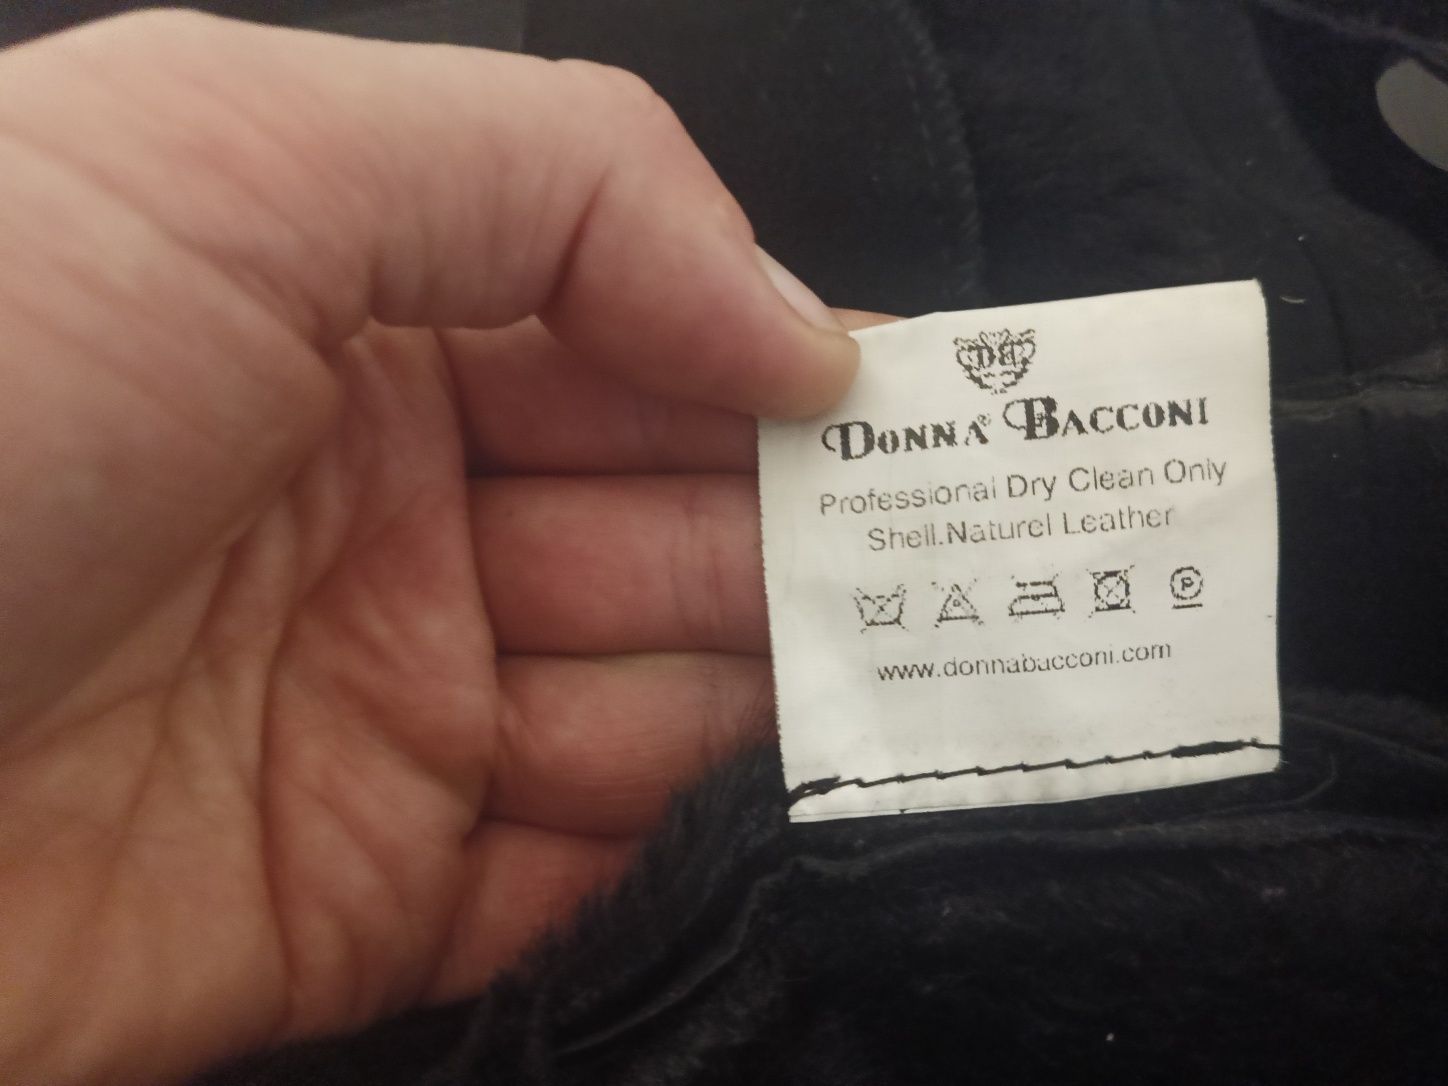 DB
DONNA BACCONI
Professional Dry Clean Only
Shell.Naturel Leather
P
www.donnabacconi.com